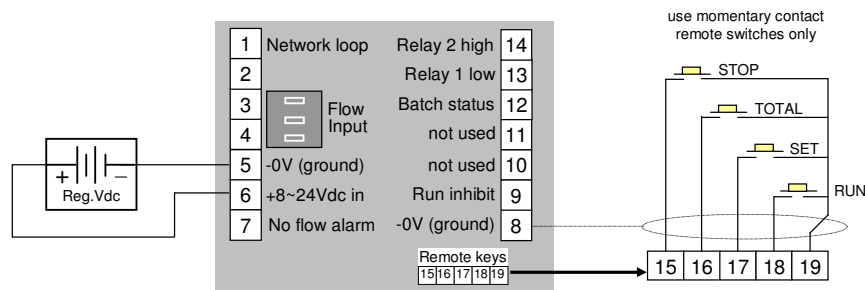 use momentary contact
remote switches only
1 Network loop
2
3
4
Flow
Input
5 -0V (ground)
6 +8~24Vdc in
7 No flow alarm
Relay 2 high 14
Relay 1 low 13
Batch status 12
not used 11
not used 10
Run inhibit 9
-0V (ground) 8
+ –
Reg.Vdc
STOP
TOTAL
SET
RUN
Remote keys
15 16 17 18 19
15 16 17 18 19